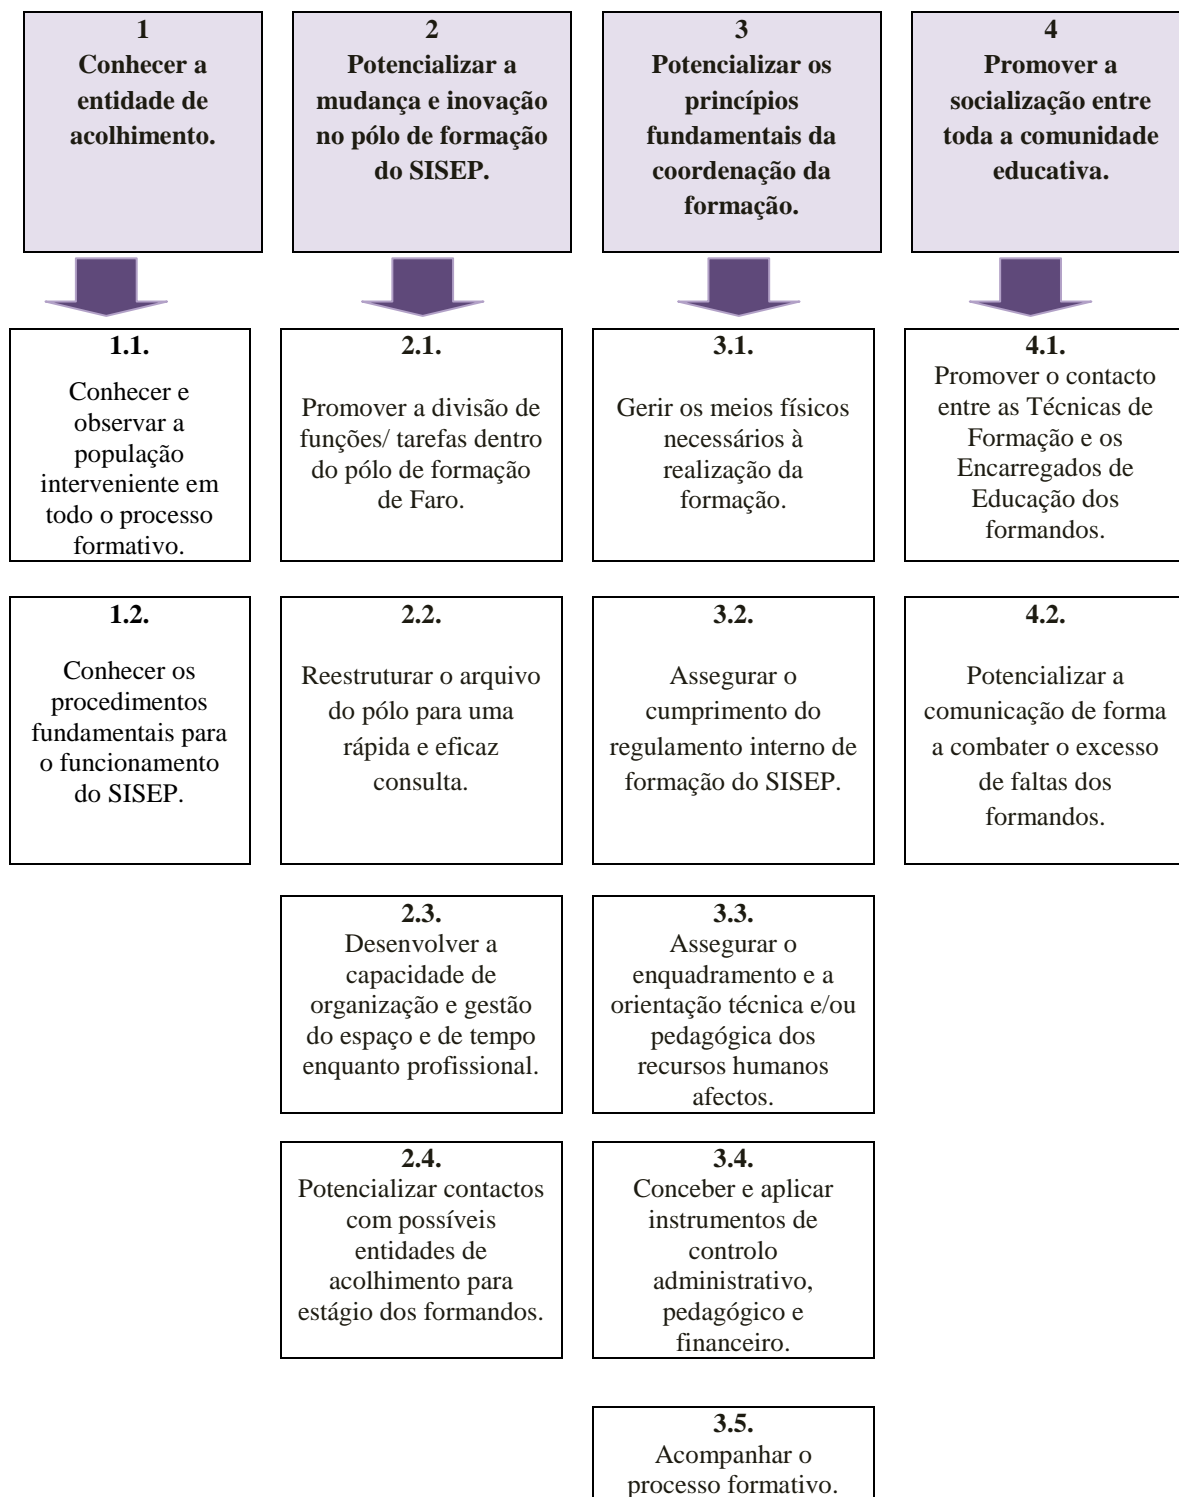 1
Conhecer a
entidade de
acolhimento.
2
Potencializar a
mudança e inovação
no pólo de formação
do SISEP.
3
Potencializar os
princípios
fundamentais da
coordenação da
formação.
4
Promover a
socialização entre
toda a comunidade
educativa.
1.1.
Conhecer e
observar a
população
interveniente em
todo o processo
formativo.
2.1.
Promover a divisão de
funções/ tarefas dentro
do pólo de formação
de Faro.
3.1.
Gerir os meios físicos
necessários à
realização da
formação.
4.1.
Promover o contacto
entre as Técnicas de
Formação e os
Encarregados de
Educação dos
formandos.
1.2.
Conhecer os
procedimentos
fundamentais para
o funcionamento
do SISEP.
2.2.
Reestruturar o arquivo
do pólo para uma
rápida e eficaz
consulta.
3.2.
Assegurar o
cumprimento do
regulamento interno de
formação do SISEP.
4.2.
Potencializar a
comunicação de forma
a combater o excesso
de faltas dos
formandos.
2.3.
Desenvolver a
capacidade de
organização e gestão
do espaço e de tempo
enquanto profissional.
3.3.
Assegurar o
enquadramento e a
orientação técnica e/ou
pedagógica dos
recursos humanos
afectos.
2.4.
Potencializar contactos
com possíveis
entidades de
acolhimento para
estágio dos formandos.
3.4.
Conceber e aplicar
instrumentos de
controlo
administrativo,
pedagógico e
financeiro.
3.5.
Acompanhar o
processo formativo.